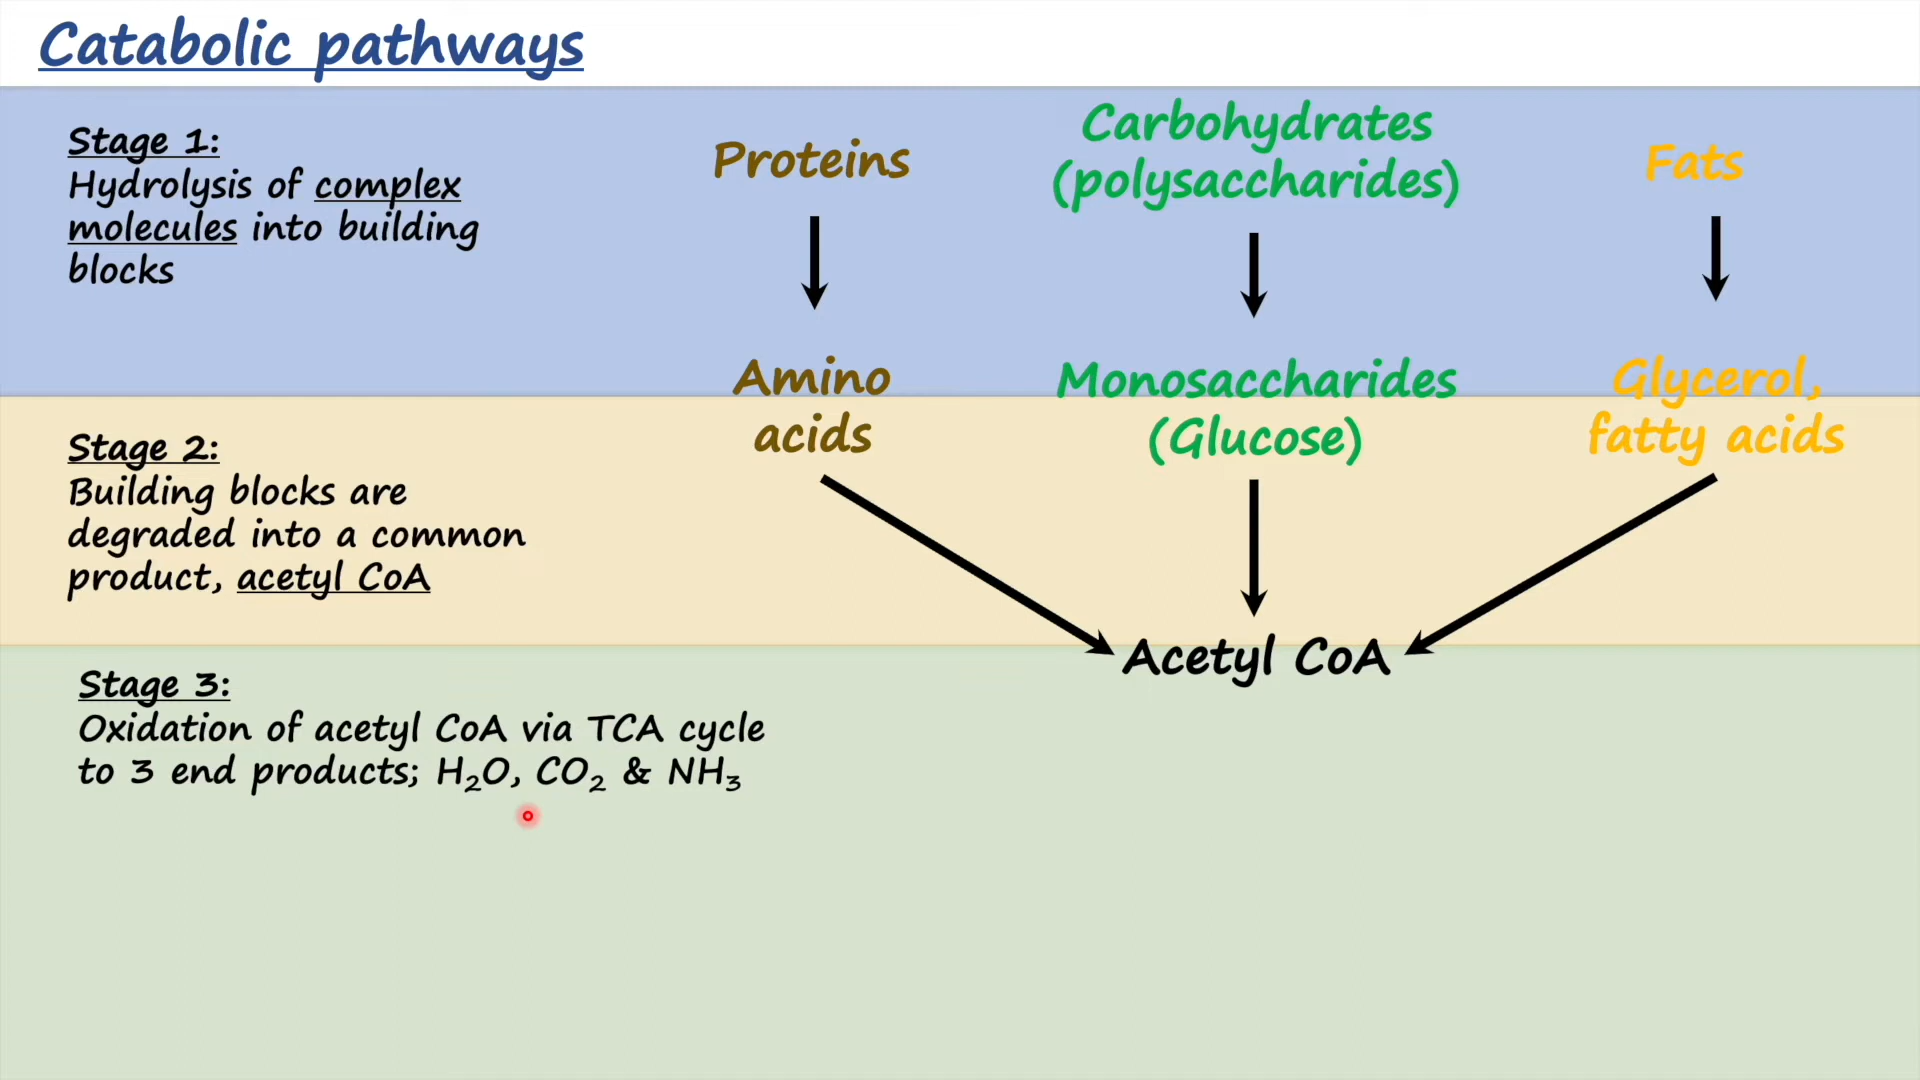 Catabolic pathways
Stage 1:
Hydrolysis of complex
molecules into building
blocks
Proteins
Carbohydrates
(polysaccharides)
Fats
Amino
acids
Monosaccharides
(Glucose)
Glycerol,
fatty acids
Stage 2:
Building blocks are
degraded into a common
product, acetyl CoA
Acetyl CoA
Stage 3:
Oxidation of acetyl CoA via TCA cycle
to 3 end products; H₂O, CO₂ & NH₃